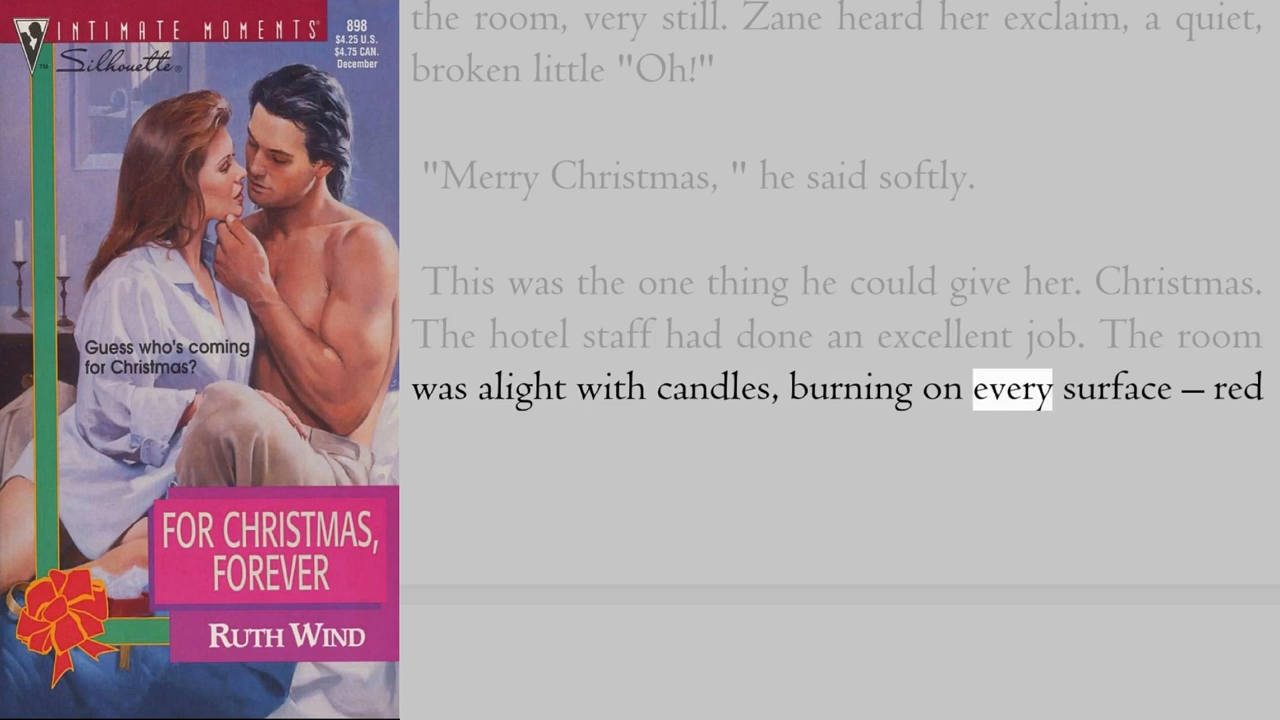 INTIMATE MOMENTS®
898
$4.25 U.S.
$4.75 CAN.
December
TM
Silhouette®
Guess who's coming
for Christmas?
FOR CHRISTMAS,
FOREVER
RUTH WIND
the room, very still. Zane heard her exclaim, a quiet,
broken little "Oh!"
"Merry Christmas, " he said softly.
This was the one thing he could give her. Christmas.
The hotel staff had done an excellent job. The room
was alight with candles, burning on every surface – red